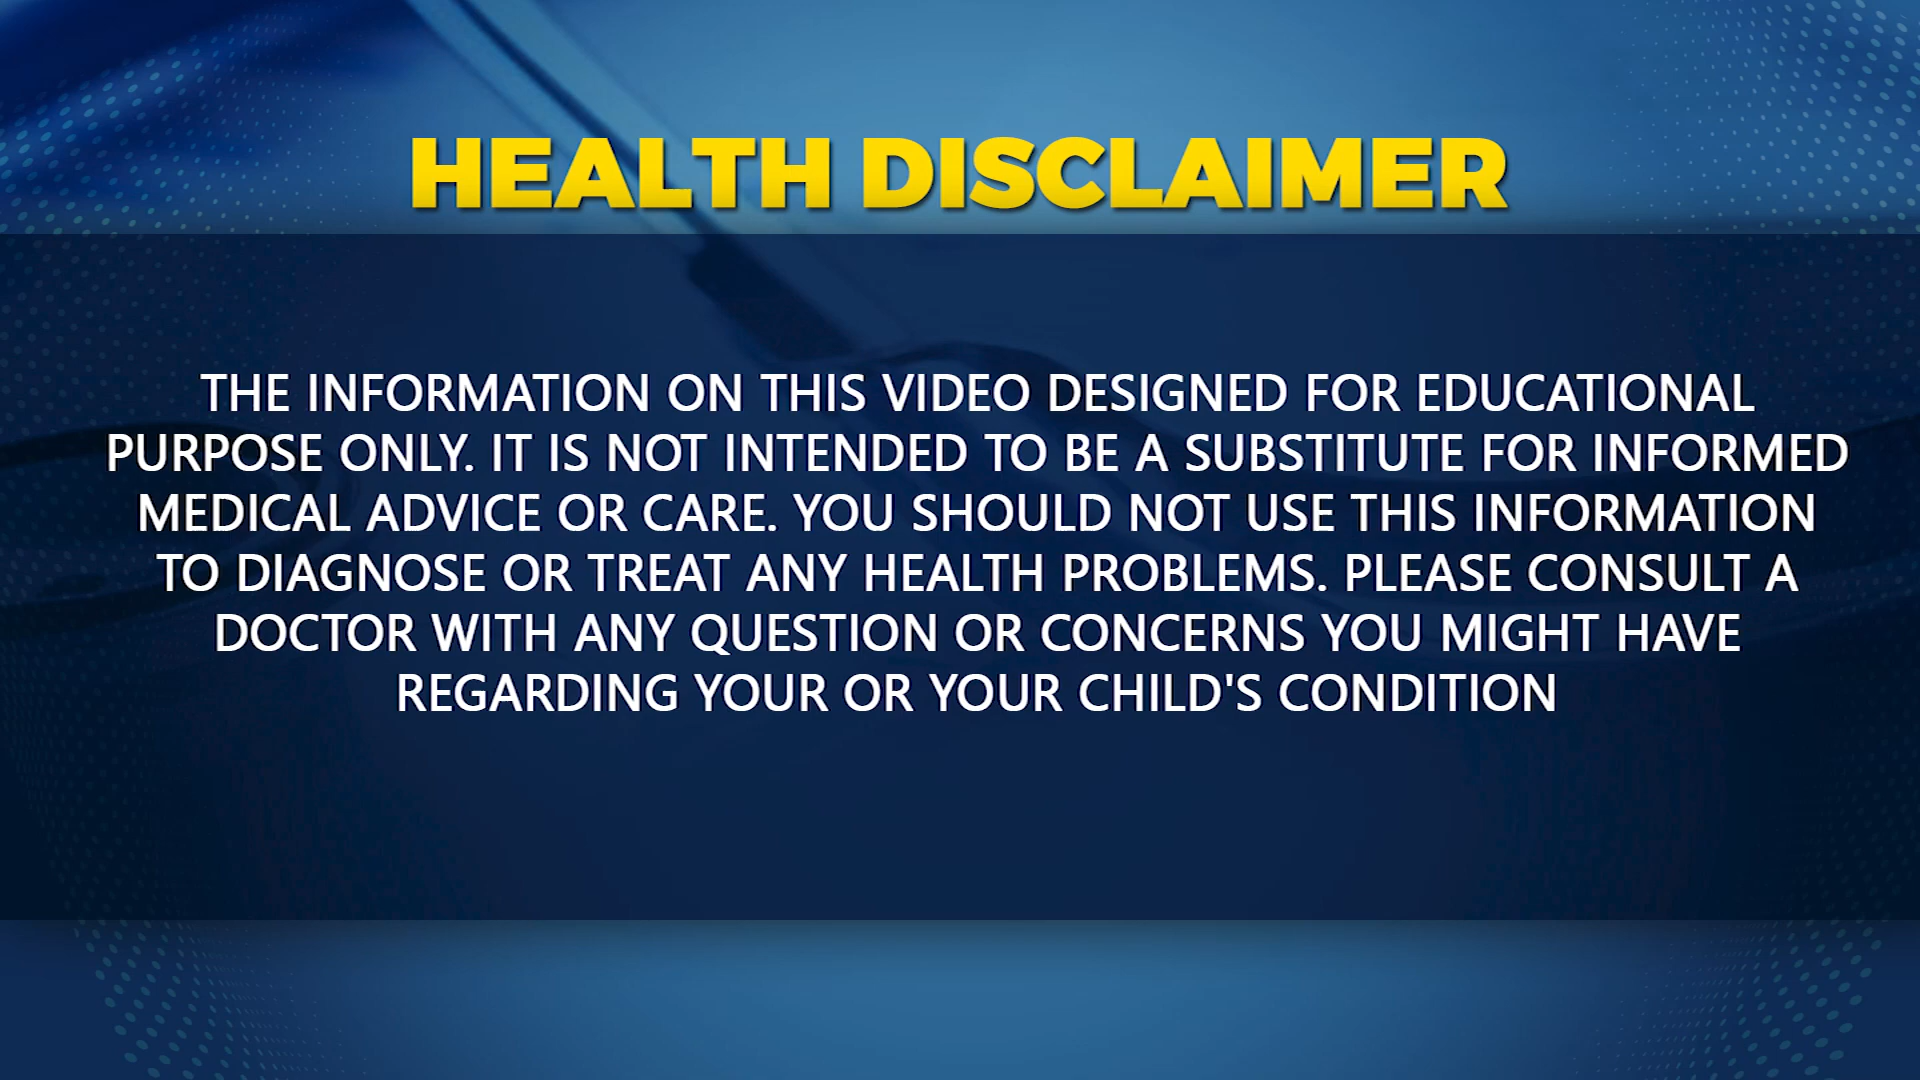 HEALTH DISCLAIMER
THE INFORMATION ON THIS VIDEO DESIGNED FOR EDUCATIONAL
PURPOSE ONLY. IT IS NOT INTENDED TO BE A SUBSTITUTE FOR INFORMED
MEDICAL ADVICE OR CARE. YOU SHOULD NOT USE THIS INFORMATION
TO DIAGNOSE OR TREAT ANY HEALTH PROBLEMS. PLEASE CONSULT A
DOCTOR WITH ANY QUESTION OR CONCERNS YOU MIGHT HAVE
REGARDING YOUR OR YOUR CHILD'S CONDITION